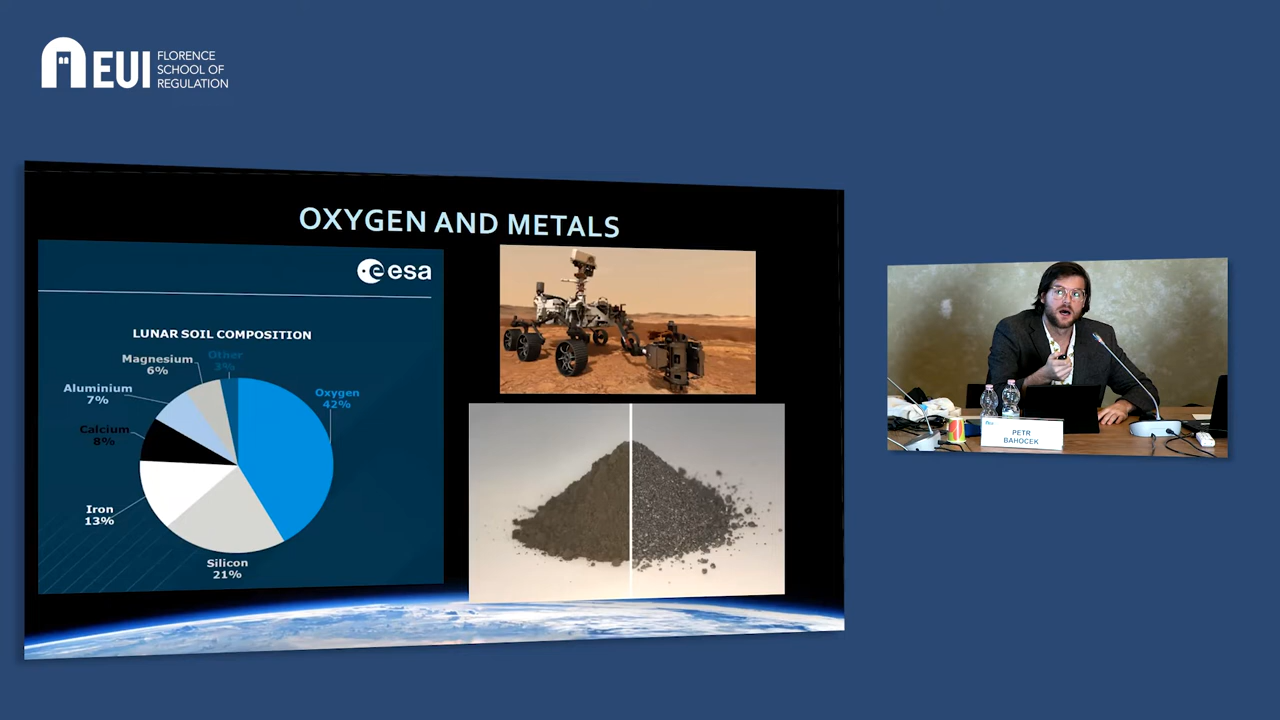 EUI
FLORENCE
SCHOOL OF
REGULATION
OXYGEN AND METALS
esa
LUNAR SOIL COMPOSITION
Other
3%
Magnesium
6%
Oxygen
42%
Aluminium
7%
Calcium
8%
Iron
13%
Silicon
21%
PETR
BAHOCEK